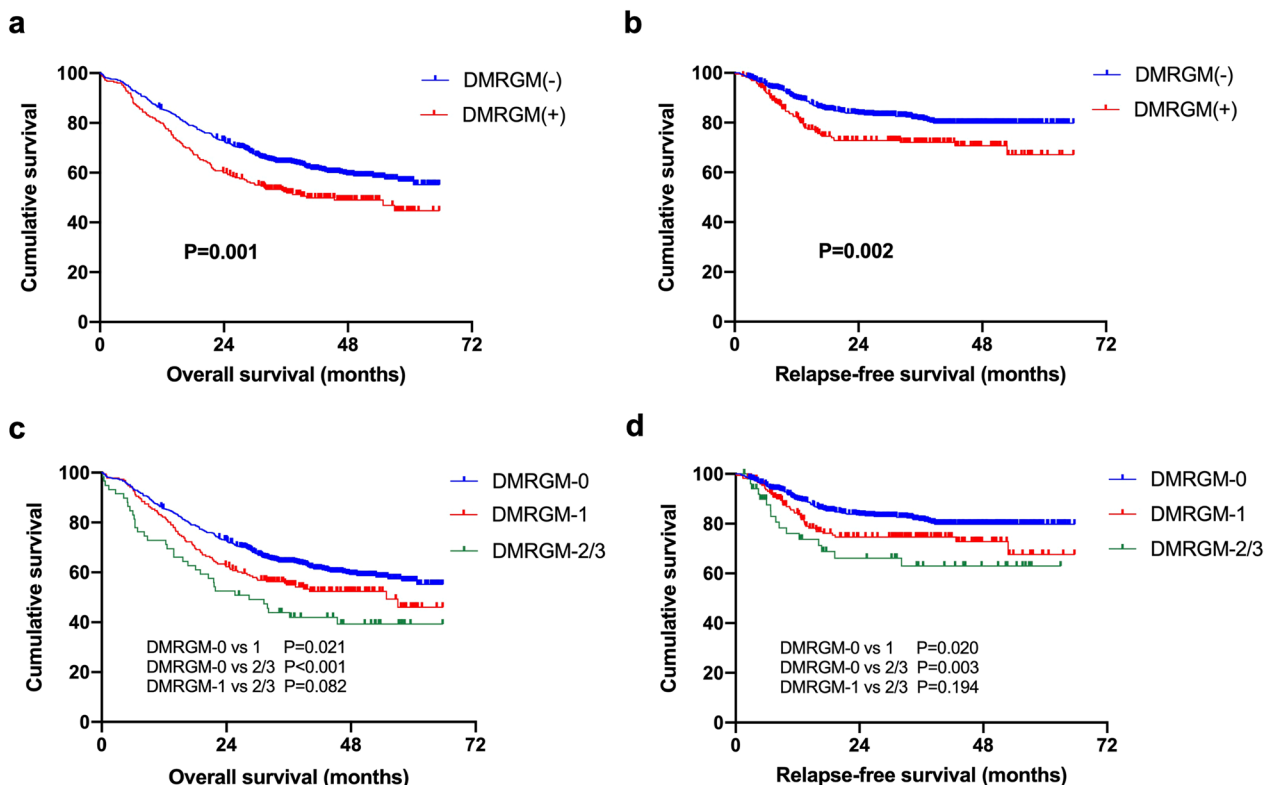 a
100
80
60
40
20
0
Cumulative survival
0 24 48 72
Overall survival (months)
P=0.001
DMRGM(-)
DMRGM(+)
b
100
80
60
40
20
0
Cumulative survival
0 24 48 72
Relapse-free survival (months)
P=0.002
DMRGM(-)
DMRGM(+)
c
100
80
60
40
20
0
Cumulative survival
0 24 48 72
Overall survival (months)
DMRGM-0
DMRGM-1
DMRGM-2/3
DMRGM-0 vs 1 P=0.021
DMRGM-0 vs 2/3 P<0.001
DMRGM-1 vs 2/3 P=0.082
d
100
80
60
40
20
0
Cumulative survival
0 24 48 72
Relapse-free survival (months)
DMRGM-0
DMRGM-1
DMRGM-2/3
DMRGM-0 vs 1 P=0.020
DMRGM-0 vs 2/3 P=0.003
DMRGM-1 vs 2/3 P=0.194